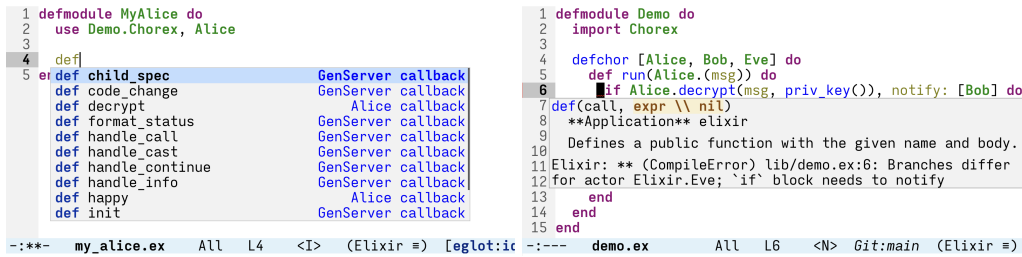 1 defmodule MyAlice do
2 use Demo.Chorex, Alice
3
4 def
5 en
def child_spec GenServer callback
def code_change GenServer callback
def decrypt Alice callback
def format_status GenServer callback
def handle_call GenServer callback
def handle_cast GenServer callback
def handle_continue GenServer callback
def handle_info GenServer callback
def happy Alice callback
def init GenServer callback
-:**- my_alice.ex All L4 <I> (Elixir ≡) [eglot:id
1 defmodule Demo do
2 import Chorex
3
4 defchor [Alice, Bob, Eve] do
5 def run(Alice.(msg)) do
6 if Alice.decrypt(msg, priv_key()), notify: [Bob] do
7 def(call, expr \\ nil)
8 **Application** elixir
9
10 Defines a public function with the given name and body.
11 Elixir: ** (CompileError) lib/demo.ex:6: Branches differ
12 for actor Elixir.Eve; `if` block needs to notify
13 end
14 end
15 end
-:--- demo.ex All L6 <N> Git:main (Elixir ≡)